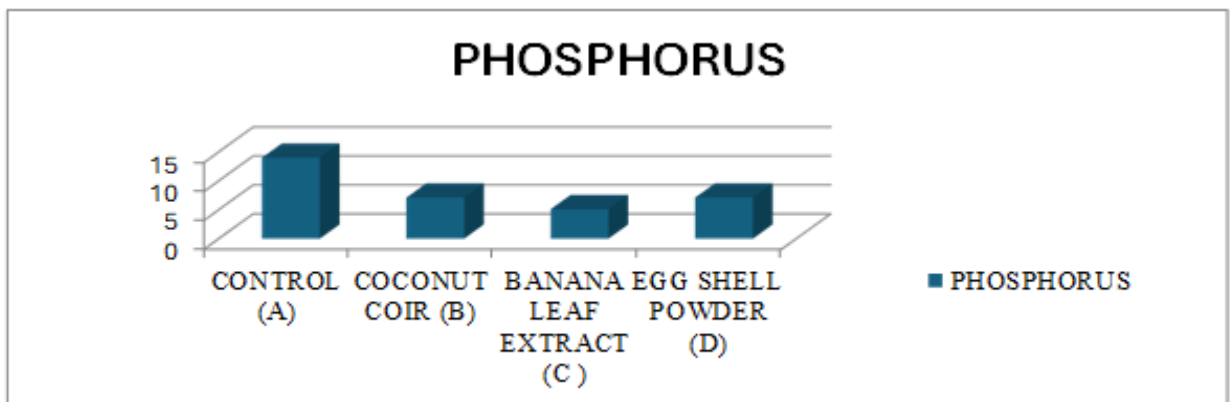 PHOSPHORUS
15
10
5
0
CONTROL
(A)
COCONUT
COIR (B)
BANANA
LEAF
EXTRACT
(C )
EGG SHELL
POWDER
(D)
PHOSPHORUS